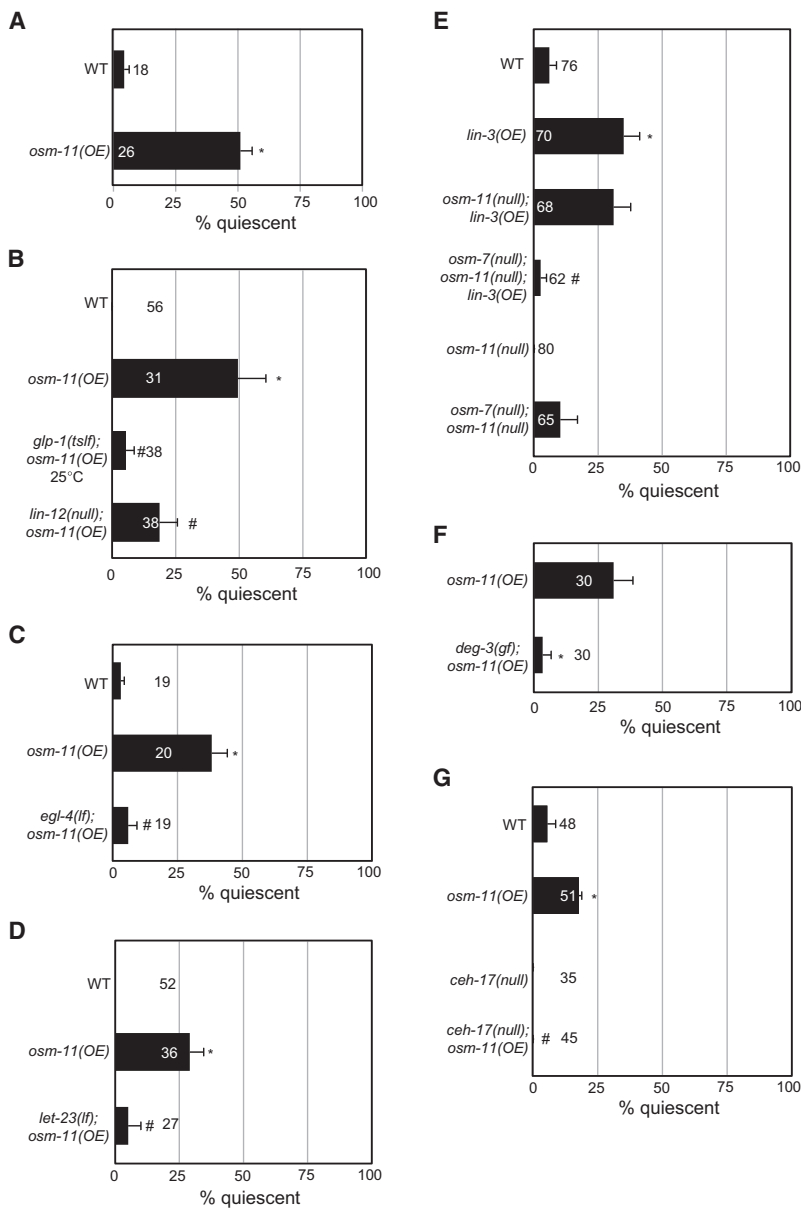 A
WT
18
osm-11(OE)
26
*
0
25
50
75
100
% quiescent
B
WT
56
osm-11(OE)
31
*
glp-1(tslf);
osm-11(OE)
25°C
#38
lin-12(null);
osm-11(OE)
38
#
0
25
50
75
100
% quiescent
C
WT
19
osm-11(OE)
20
*
egl-4(lf);
osm-11(OE)
# 19
0
25
50
75
100
% quiescent
D
WT
52
osm-11(OE)
36
*
let-23(lf);
osm-11(OE)
# 27
0
25
50
75
100
% quiescent
E
WT
76
lin-3(OE)
70
*
osm-11(null);
lin-3(OE)
68
osm-7(null);
osm-11(null);
lin-3(OE)
62 #
osm-11(null)
80
osm-7(null);
osm-11(null)
65
0
25
50
75
100
% quiescent
F
osm-11(OE)
30
deg-3(gf);
osm-11(OE)
* 30
0
25
50
75
100
% quiescent
G
WT
48
osm-11(OE)
51
*
ceh-17(null)
35
ceh-17(null);
osm-11(OE)
# 45
0
25
50
75
100
% quiescent